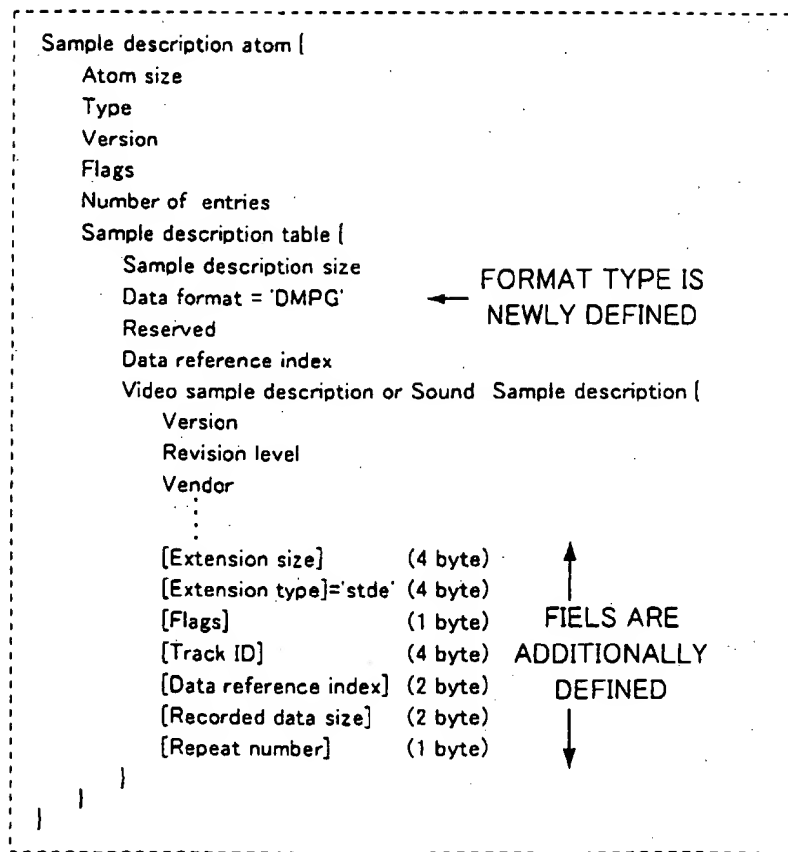 Sample description atom {
Atom size
Type
Version
Flags
Number of entries
Sample description table {
Sample description size
Data format = 'DMPG' ← FORMAT TYPE IS NEWLY DEFINED
Reserved
Data reference index
Video sample description or Sound Sample description {
Version
Revision level
Vendor
⋮
[Extension size] (4 byte)
[Extension type]='stde' (4 byte)
[Flags] (1 byte) FIELS ARE
[Track ID] (4 byte) ADDITIONALLY
[Data reference index] (2 byte) DEFINED
[Recorded data size] (2 byte)
[Repeat number] (1 byte)
}
}
}